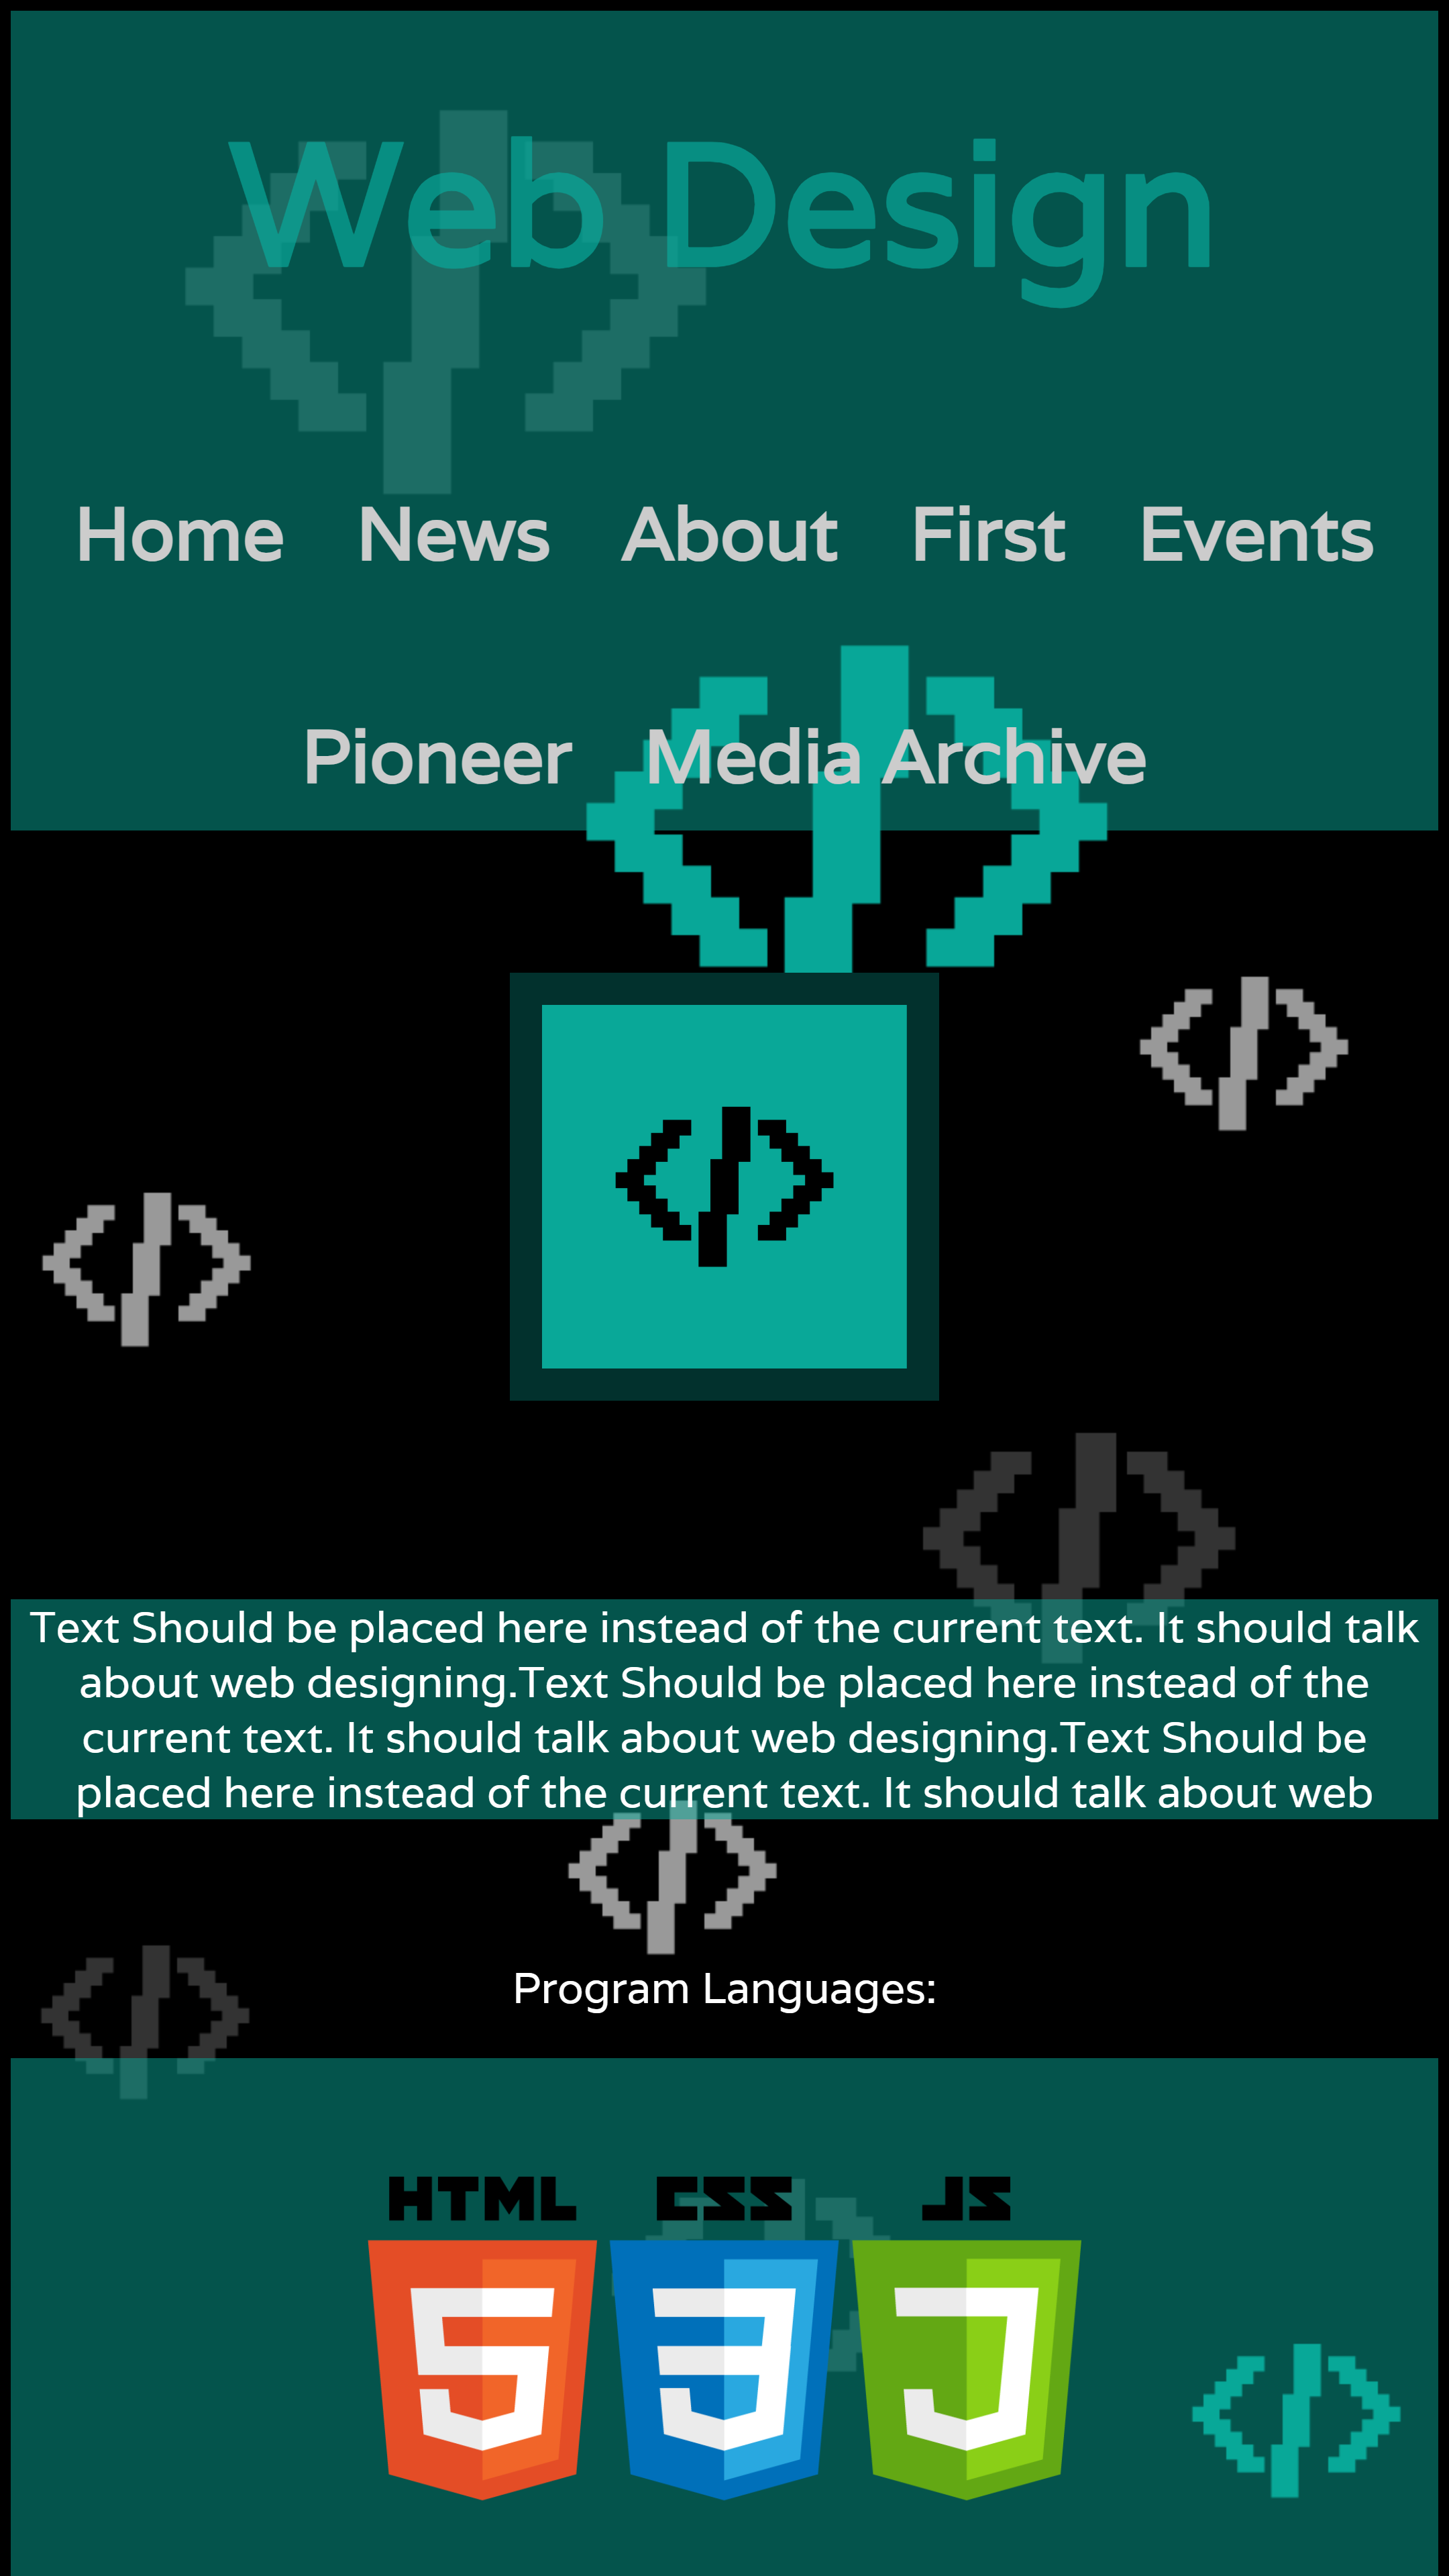 Web Design
Home News About First Events
Pioneer Media Archive
</>
</>
</>
</>
Text Should be placed here instead of the current text. It should talk
about web designing.Text Should be placed here instead of the
current text. It should talk about web designing.Text Should be
placed here instead of the current text. It should talk about web
</>
Program Languages:
</>
HTML CSS JS
5 3 J
</>